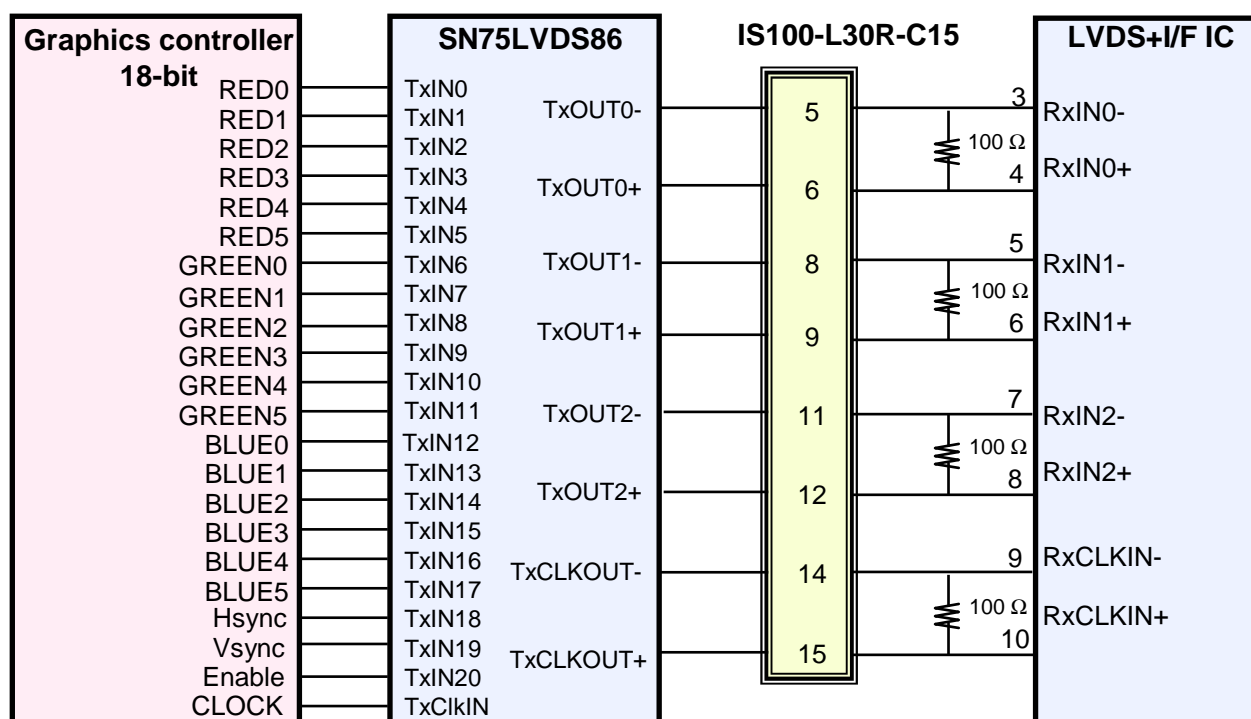 Graphics controller
18-bit
RED0
RED1
RED2
RED3
RED4
RED5
GREEN0
GREEN1
GREEN2
GREEN3
GREEN4
GREEN5
BLUE0
BLUE1
BLUE2
BLUE3
BLUE4
BLUE5
Hsync
Vsync
Enable
CLOCK
SN75LVDS86
TxIN0
TxIN1
TxIN2
TxIN3
TxIN4
TxIN5
TxIN6
TxIN7
TxIN8
TxIN9
TxIN10
TxIN11
TxIN12
TxIN13
TxIN14
TxIN15
TxIN16
TxIN17
TxIN18
TxIN19
TxIN20
TxClkIN
TxOUT0-
TxOUT0+
TxOUT1-
TxOUT1+
TxOUT2-
TxOUT2+
TxCLKOUT-
TxCLKOUT+
IS100-L30R-C15
5
6
8
9
11
12
14
15
3
100 Ω
4
5
100 Ω
6
7
100 Ω
8
9
100 Ω
10
LVDS+I/F IC
RxIN0-
RxIN0+
RxIN1-
RxIN1+
RxIN2-
RxIN2+
RxCLKIN-
RxCLKIN+